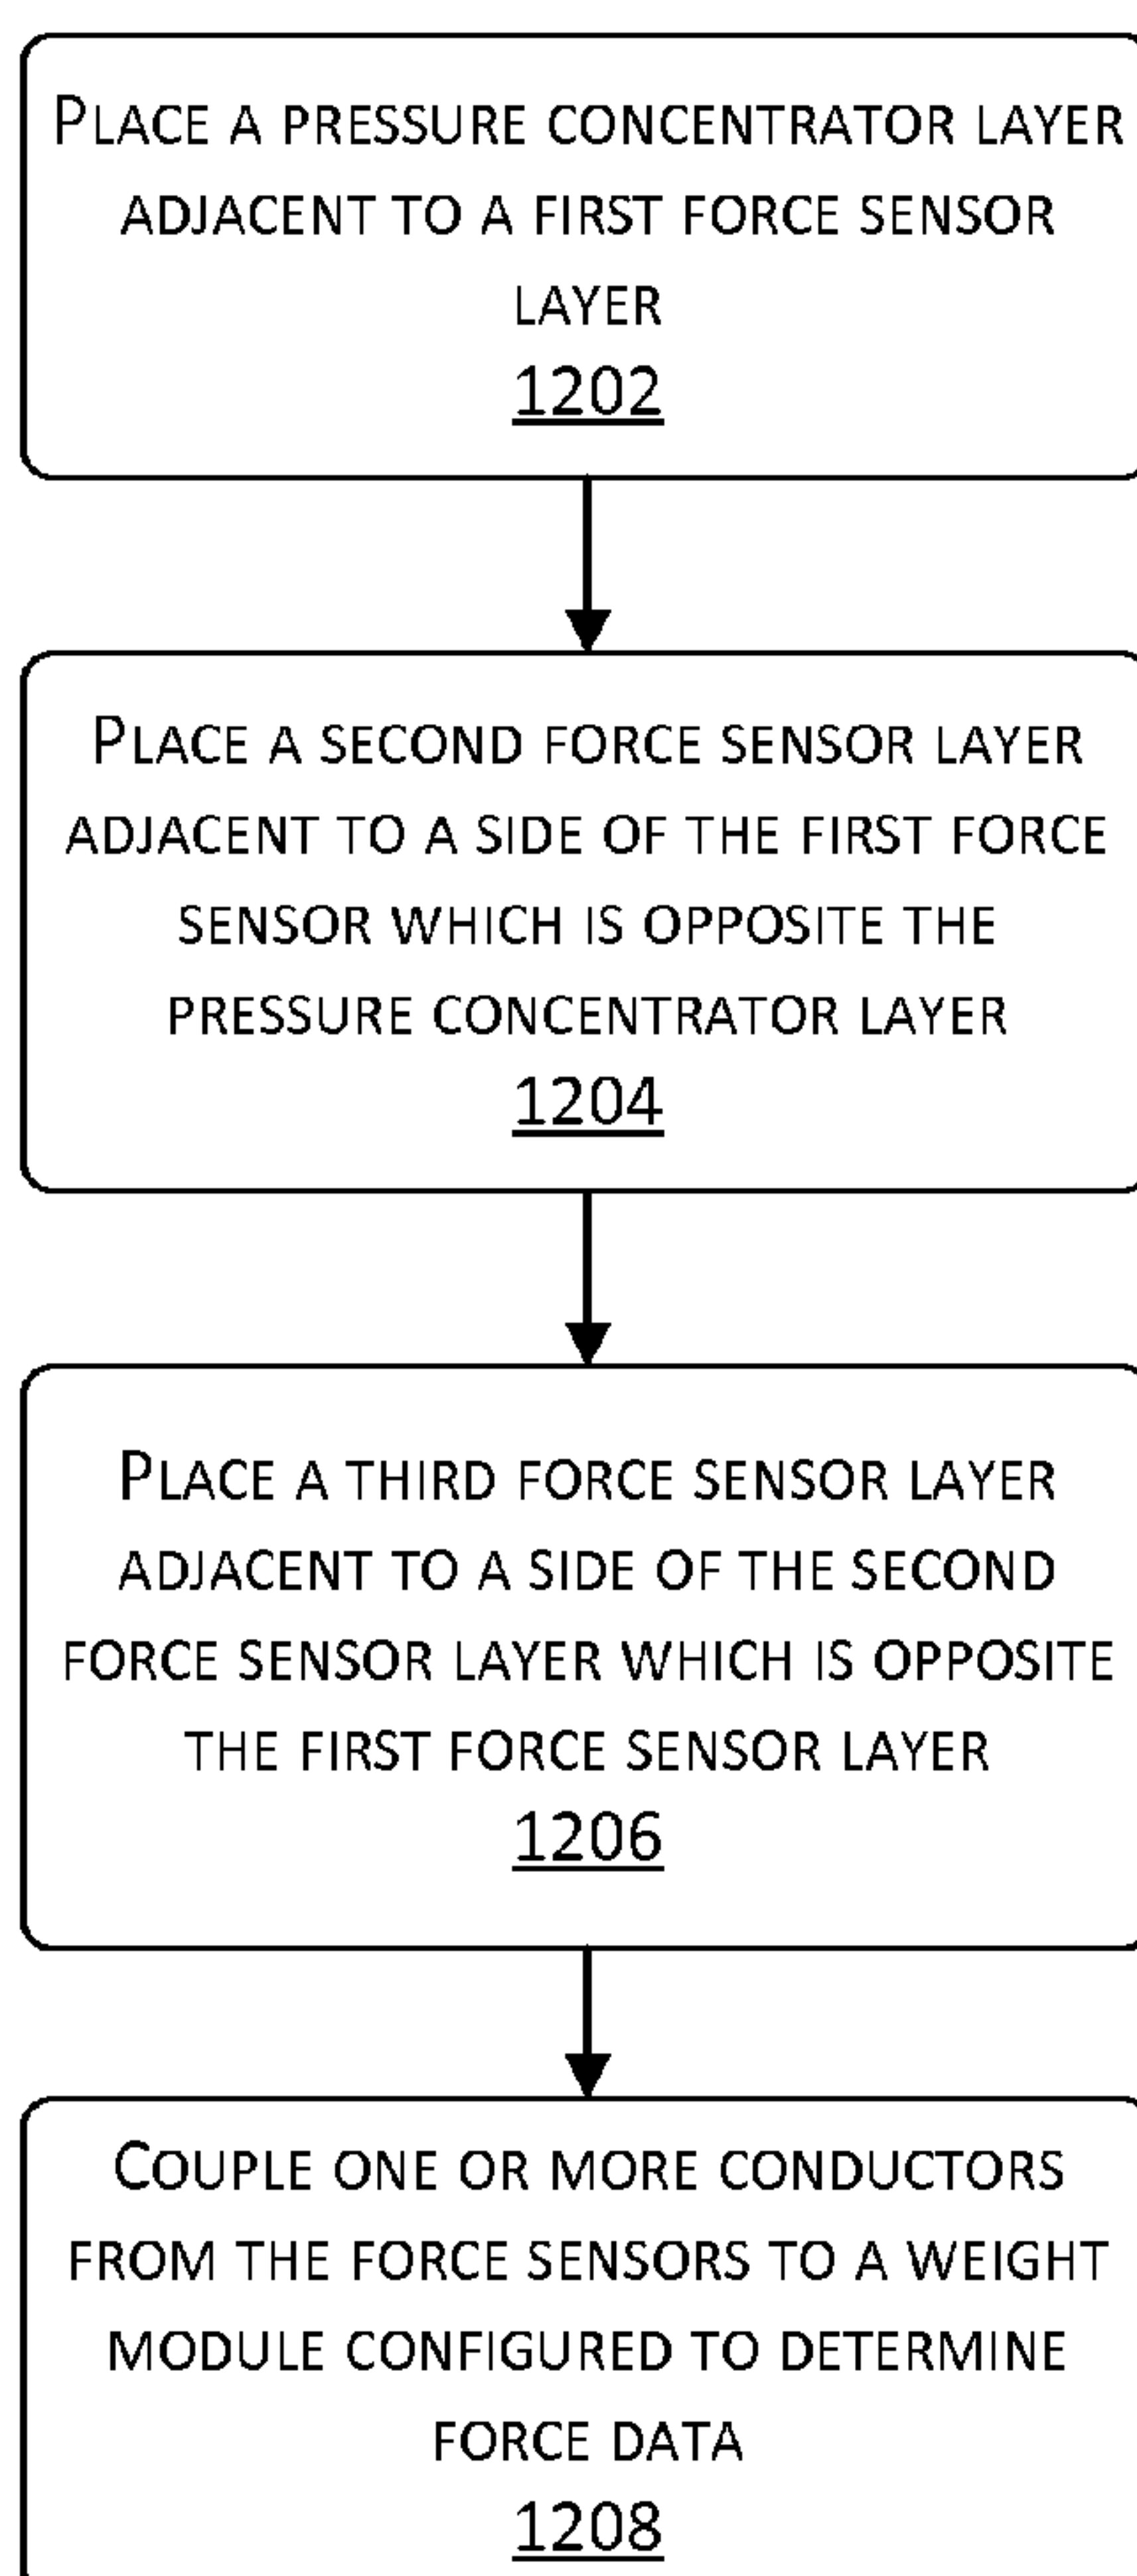 PLACE A PRESSURE CONCENTRATOR LAYER
ADJACENT TO A FIRST FORCE SENSOR
LAYER
1202
PLACE A SECOND FORCE SENSOR LAYER
ADJACENT TO A SIDE OF THE FIRST FORCE
SENSOR WHICH IS OPPOSITE THE
PRESSURE CONCENTRATOR LAYER
1204
PLACE A THIRD FORCE SENSOR LAYER
ADJACENT TO A SIDE OF THE SECOND
FORCE SENSOR LAYER WHICH IS OPPOSITE
THE FIRST FORCE SENSOR LAYER
1206
COUPLE ONE OR MORE CONDUCTORS
FROM THE FORCE SENSORS TO A WEIGHT
MODULE CONFIGURED TO DETERMINE
FORCE DATA
1208